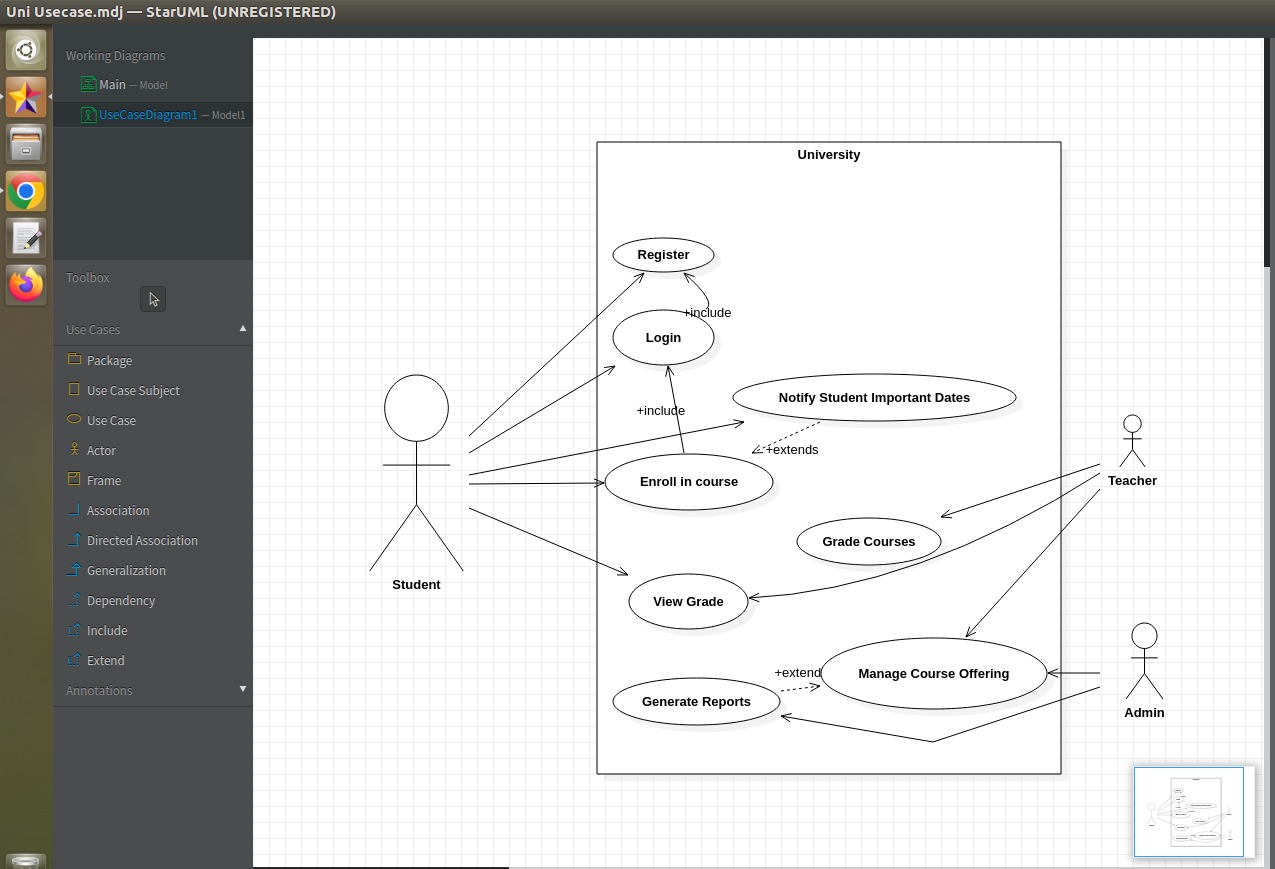 Uni Usecase.mdj — StarUML (UNREGISTERED)
Working Diagrams
Main — Model
UseCaseDiagram1 — Model1
Toolbox
Use Cases
Package
Use Case Subject
Use Case
Actor
Frame
Association
Directed Association
Generalization
Dependency
Include
Extend
Annotations
University
Register
+include
Login
Notify Student Important Dates
+include
+extends
Enroll in course
Teacher
Grade Courses
Student
View Grade
+extend
Manage Course Offering
Generate Reports
Admin